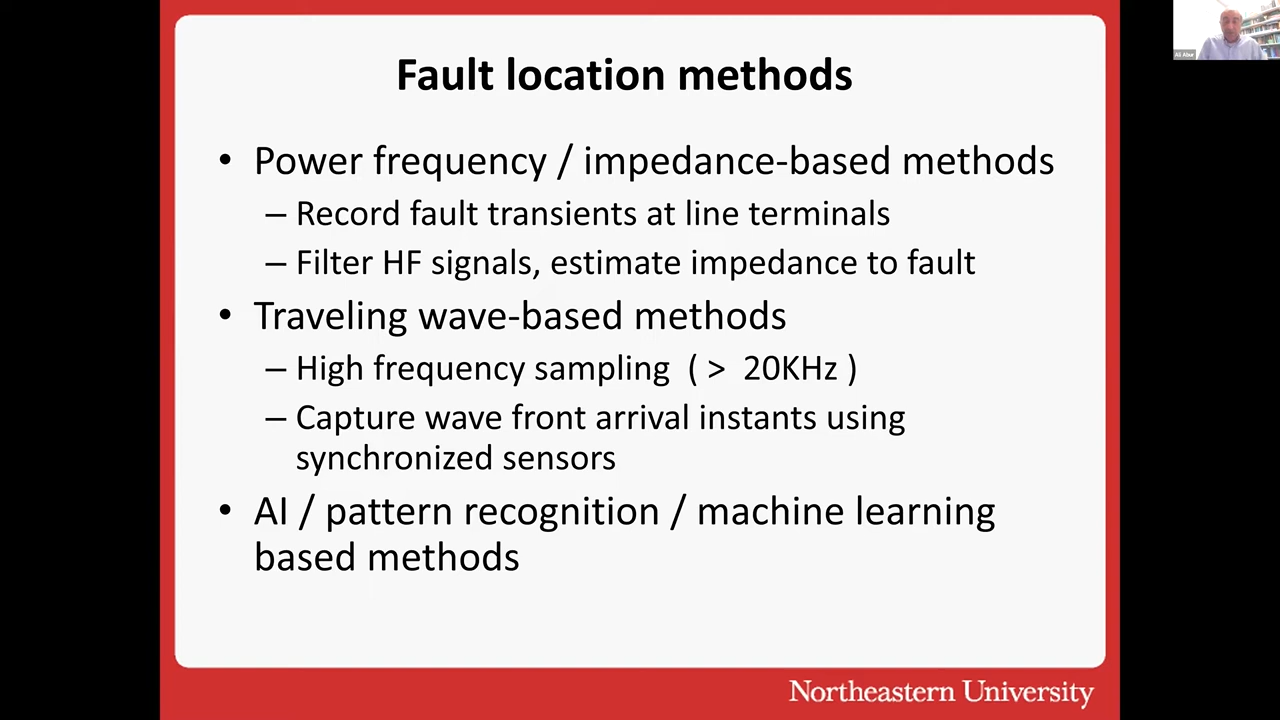 Fault location methods
• Power frequency / impedance-based methods
– Record fault transients at line terminals
– Filter HF signals, estimate impedance to fault
• Traveling wave-based methods
– High frequency sampling ( > 20KHz )
– Capture wave front arrival instants using
synchronized sensors
• AI / pattern recognition / machine learning
based methods
Northeastern University
Ali Abur